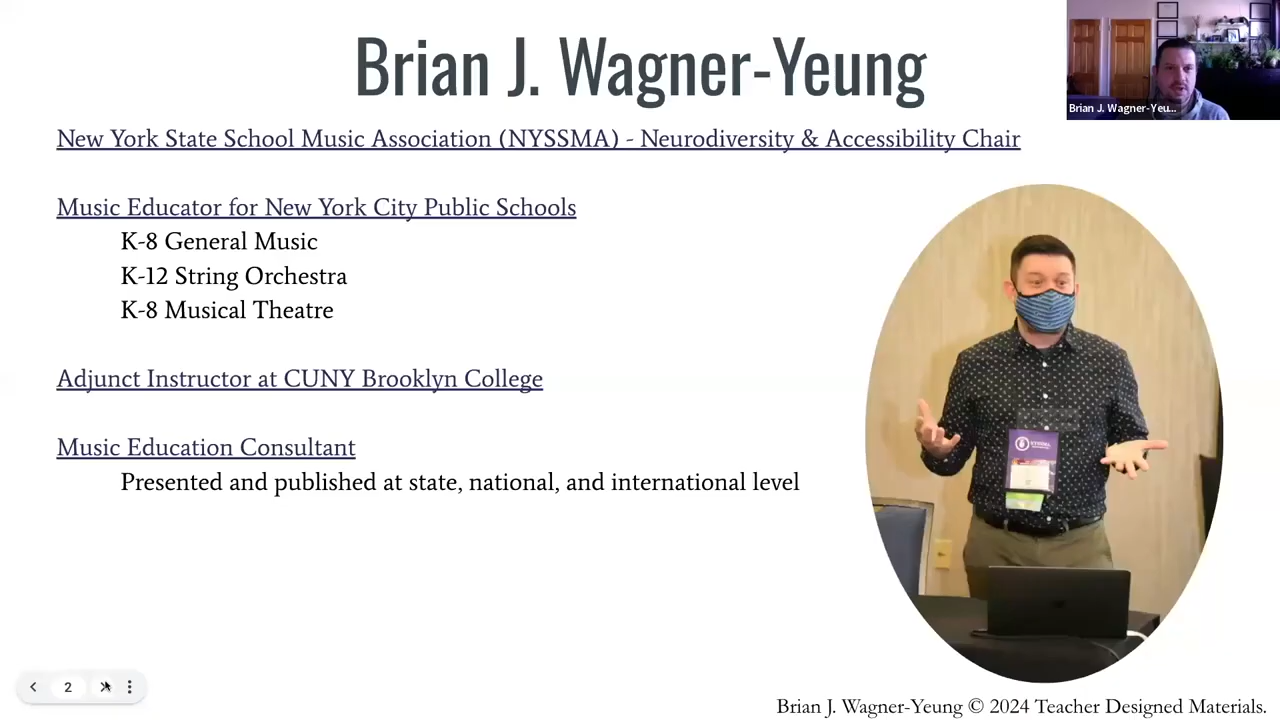 Brian J. Wagner-Yeung
Brian J. Wagner-Yeu...
New York State School Music Association (NYSSMA) - Neurodiversity & Accessibility Chair
Music Educator for New York City Public Schools
K-8 General Music
K-12 String Orchestra
K-8 Musical Theatre
Adjunct Instructor at CUNY Brooklyn College
Music Education Consultant
Presented and published at state, national, and international level
NYSSMA
2
Brian J. Wagner-Yeung © 2024 Teacher Designed Materials.